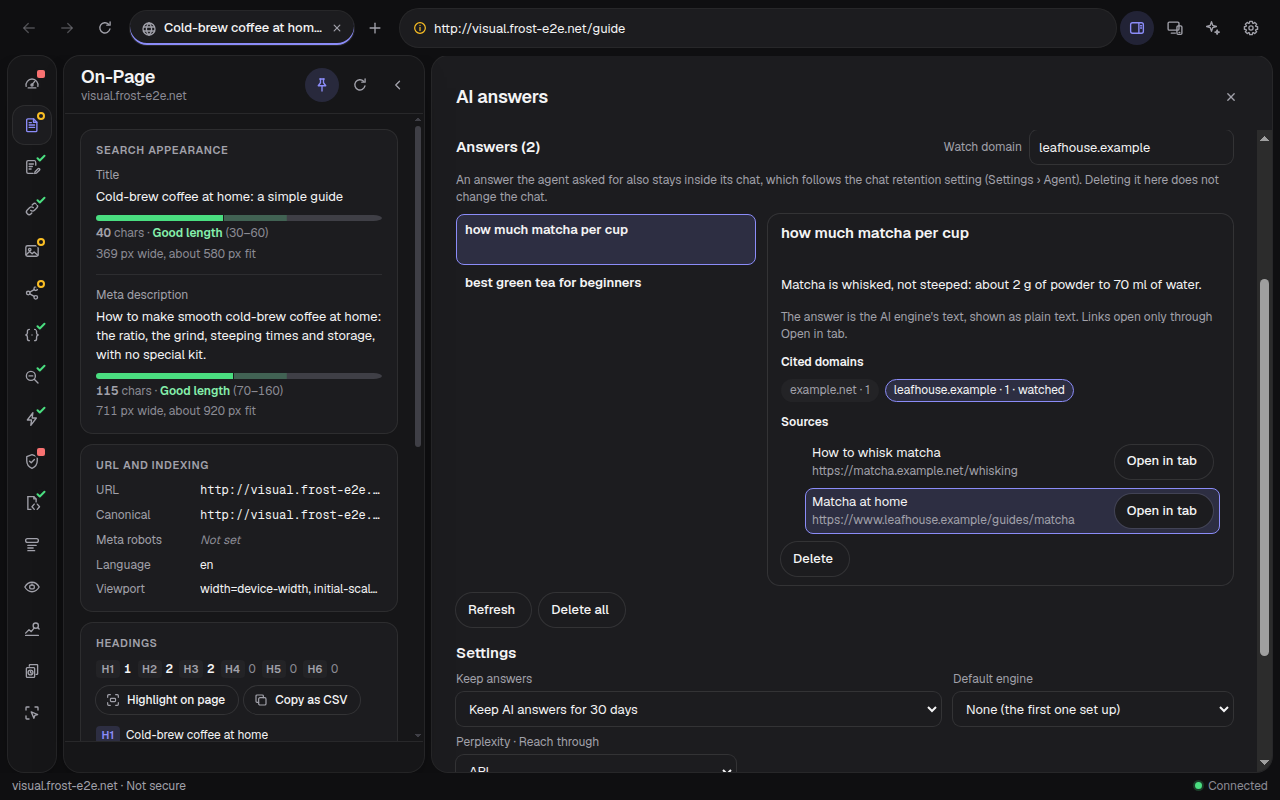 Cold-brew coffee at hom...
http://visual.frost-e2e.net/guide
On-Page
visual.frost-e2e.net
SEARCH APPEARANCE
Title
Cold-brew coffee at home: a simple guide
40 chars · Good length (30–60)
369 px wide, about 580 px fit
Meta description
How to make smooth cold-brew coffee at home:
the ratio, the grind, steeping times and storage,
with no special kit.
115 chars · Good length (70–160)
711 px wide, about 920 px fit
URL AND INDEXING
URL http://visual.frost-e2e.…
Canonical http://visual.frost-e2e.…
Meta robots Not set
Language en
Viewport width=device-width, initial-scal...
HEADINGS
H1 1 H2 2 H3 2 H4 0 H5 0 H6 0
Highlight on page Copy as CSV
H1 Cold-brew coffee at home
AI answers
Answers (2) Watch domain leafhouse.example
An answer the agent asked for also stays inside its chat, which follows the chat retention setting (Settings › Agent). Deleting it here does not
change the chat.
how much matcha per cup
best green tea for beginners
how much matcha per cup
Matcha is whisked, not steeped: about 2 g of powder to 70 ml of water.
The answer is the AI engine's text, shown as plain text. Links open only through
Open in tab.
Cited domains
example.net · 1 leafhouse.example · 1 · watched
Sources
How to whisk matcha
https://matcha.example.net/whisking
Open in tab
Matcha at home
https://www.leafhouse.example/guides/matcha
Open in tab
Delete
Refresh Delete all
Settings
Keep answers Default engine
Keep AI answers for 30 days None (the first one set up)
Perplexity · Reach through
API
visual.frost-e2e.net · Not secure
Connected